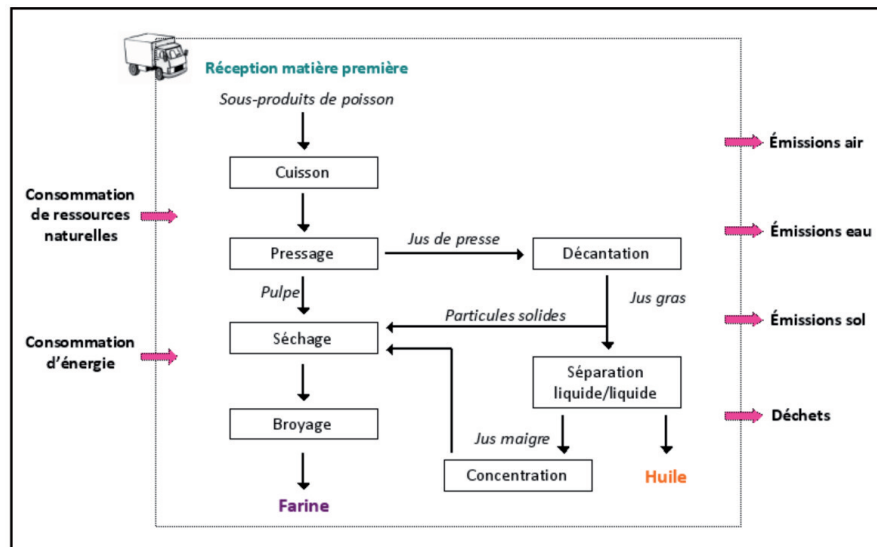 Réception matière première
Sous-produits de poisson
Cuisson
Consommation
de ressources
naturelles
Pressage
Jus de presse
Décantation
Pulpe
Particules solides
Jus gras
Consommation
d'énergie
Séchage
Séparation
liquide/liquide
Broyage
Jus maigre
Concentration
Farine
Huile
Émissions air
Émissions eau
Émissions sol
Déchets